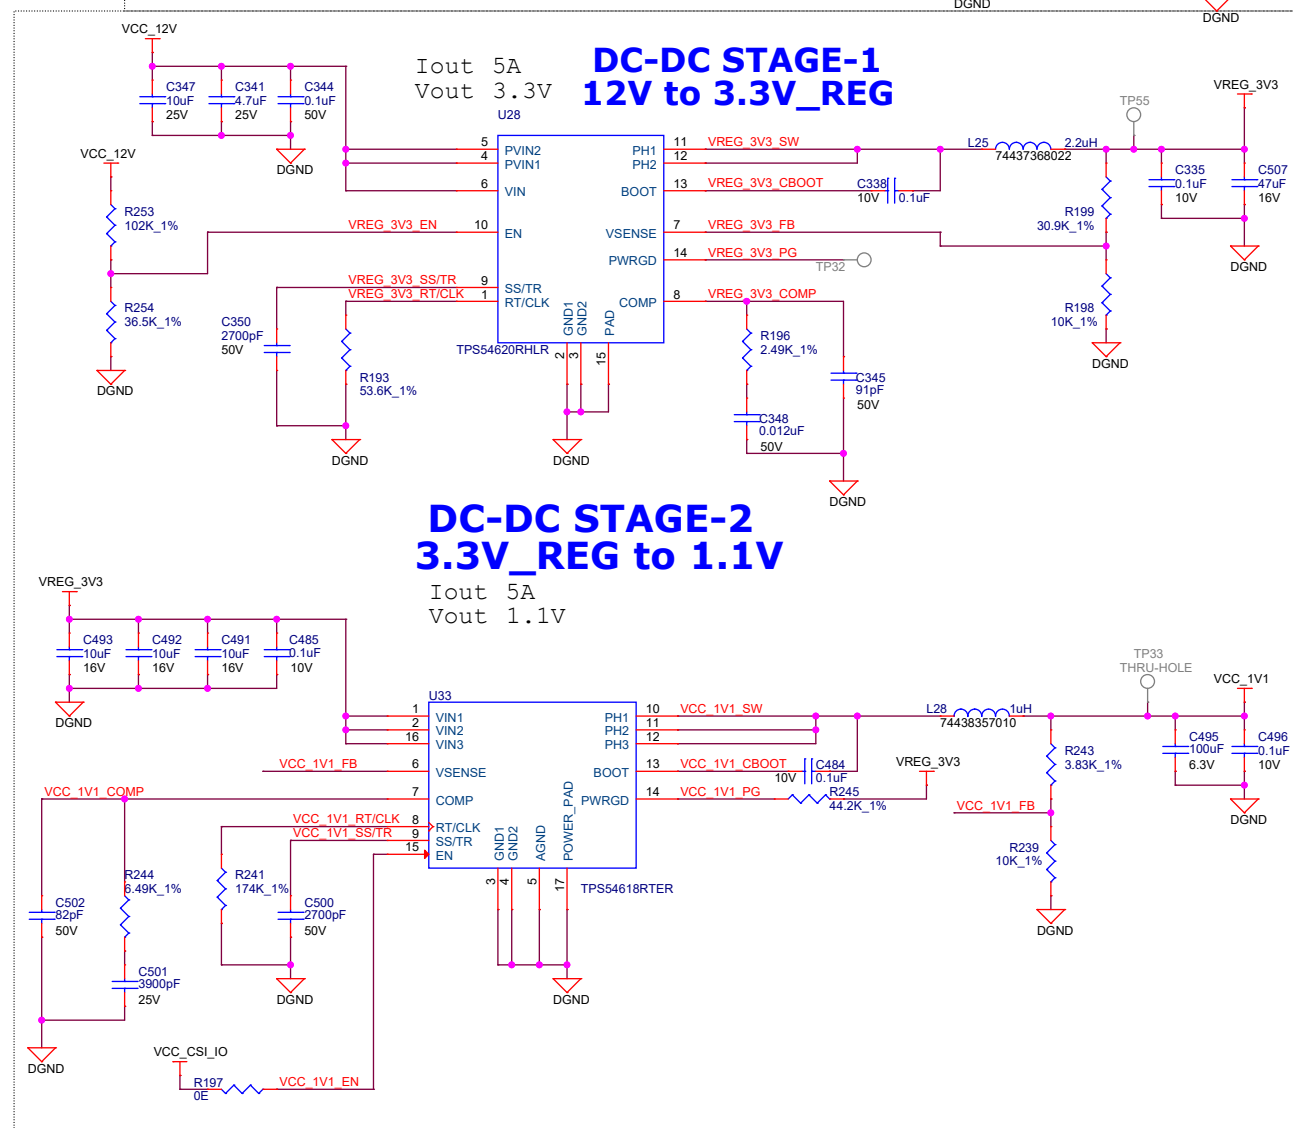 DGND
DGND
VCC_12V
Iout 5A
Vout 3.3V
DC-DC STAGE-1
12V to 3.3V_REG
C347
10uF
25V
C341
4.7uF
25V
C344
0.1uF
50V
DGND
U28
TP55
VREG_3V3
VCC_12V
R253
102K_1%
R254
36.5K_1%
DGND
VREG_3V3_EN
VREG_3V3_SS/TR
VREG_3V3_RT/CLK
C350
2700pF
50V
R193
53.6K_1%
DGND
5 PVIN2
4 PVIN1
6 VIN
10 EN
9 SS/TR
1 RT/CLK
PH1 11 VREG_3V3_SW
PH2 12
BOOT 13 VREG_3V3_CBOOT
VSENSE 7 VREG_3V3_FB
PWRGD 14 VREG_3V3_PG
COMP 8 VREG_3V3_COMP
GND1
GND2
PAD
2
3
15
TPS54620RHLR
DGND
C338
10V
0.1uF
TP32
L25
2.2uH
74437368022
R199
30.9K_1%
R198
10K_1%
DGND
C335
0.1uF
10V
C507
47uF
16V
DGND
R196
2.49K_1%
C345
91pF
50V
C348
0.012uF
50V
DGND
DC-DC STAGE-2
3.3V_REG to 1.1V
Iout 5A
Vout 1.1V
VREG_3V3
C493
10uF
16V
C492
10uF
16V
C491
10uF
16V
C485
0.1uF
10V
DGND
U33
1 VIN1
2 VIN2
16 VIN3
VCC_1V1_FB 6 VSENSE
VCC_1V1_COMP 7 COMP
VCC_1V1_RT/CLK 8 RT/CLK
VCC_1V1_SS/TR 9 SS/TR
15 EN
PH1 10 VCC_1V1_SW
PH2 11
PH3 12
BOOT 13 VCC_1V1_CBOOT
PWRGD 14 VCC_1V1_PG
GND1
GND2
AGND
POWER_PAD
3
4
5
17
TPS54618RTER
DGND
C484
10V
0.1uF
R245
44.2K_1%
VREG_3V3
L28
1uH
74438357010
TP33
THRU-HOLE
VCC_1V1
R243
3.83K_1%
VCC_1V1_FB
R239
10K_1%
DGND
C495
100uF
6.3V
C496
0.1uF
10V
DGND
R244
6.49K_1%
C502
82pF
50V
C501
3900pF
25V
DGND
R241
174K_1%
C500
2700pF
50V
DGND
VCC_CSI_IO
R197
0E
VCC_1V1_EN